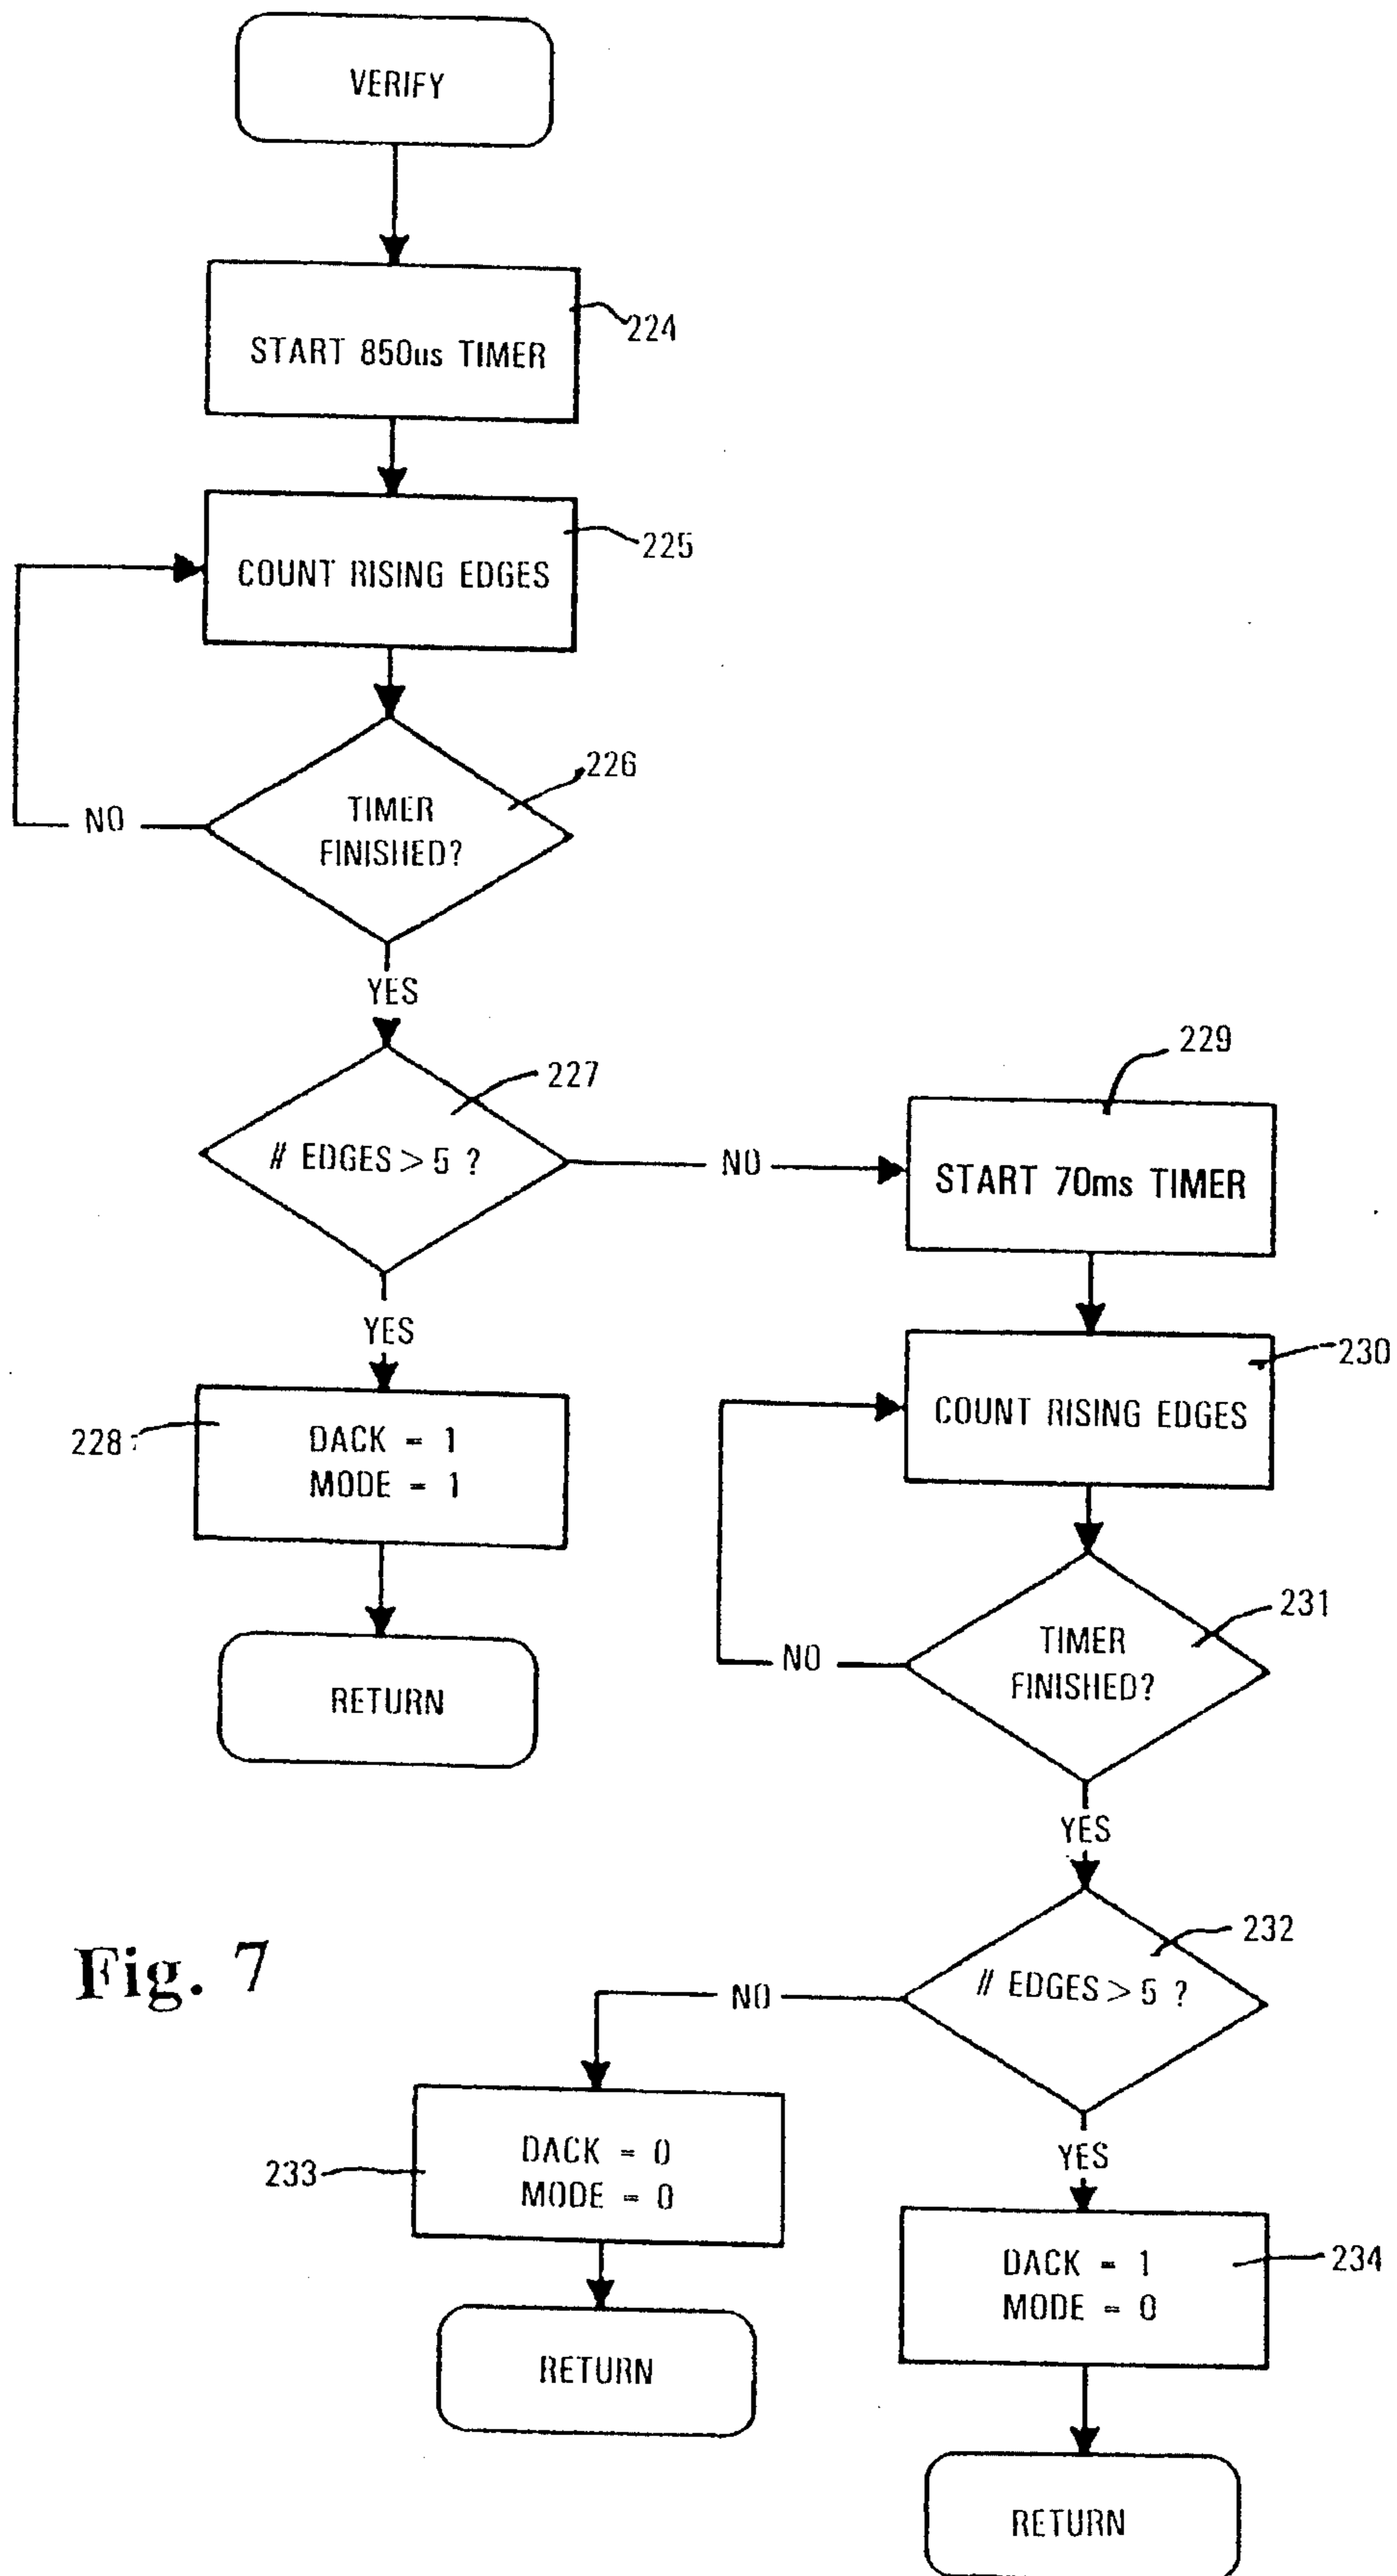 VERIFY
224
START 850us TIMER
225
COUNT RISING EDGES
226
TIMER
FINISHED?
NO
YES
227
# EDGES > 5 ?
NO
229
START 70ms TIMER
YES
230
COUNT RISING EDGES
228
DACK = 1
MODE = 1
231
TIMER
FINISHED?
NO
RETURN
YES
232
# EDGES > 5 ?
NO
Fig. 7
233
DACK = 0
MODE = 0
YES
234
DACK = 1
MODE = 0
RETURN
RETURN